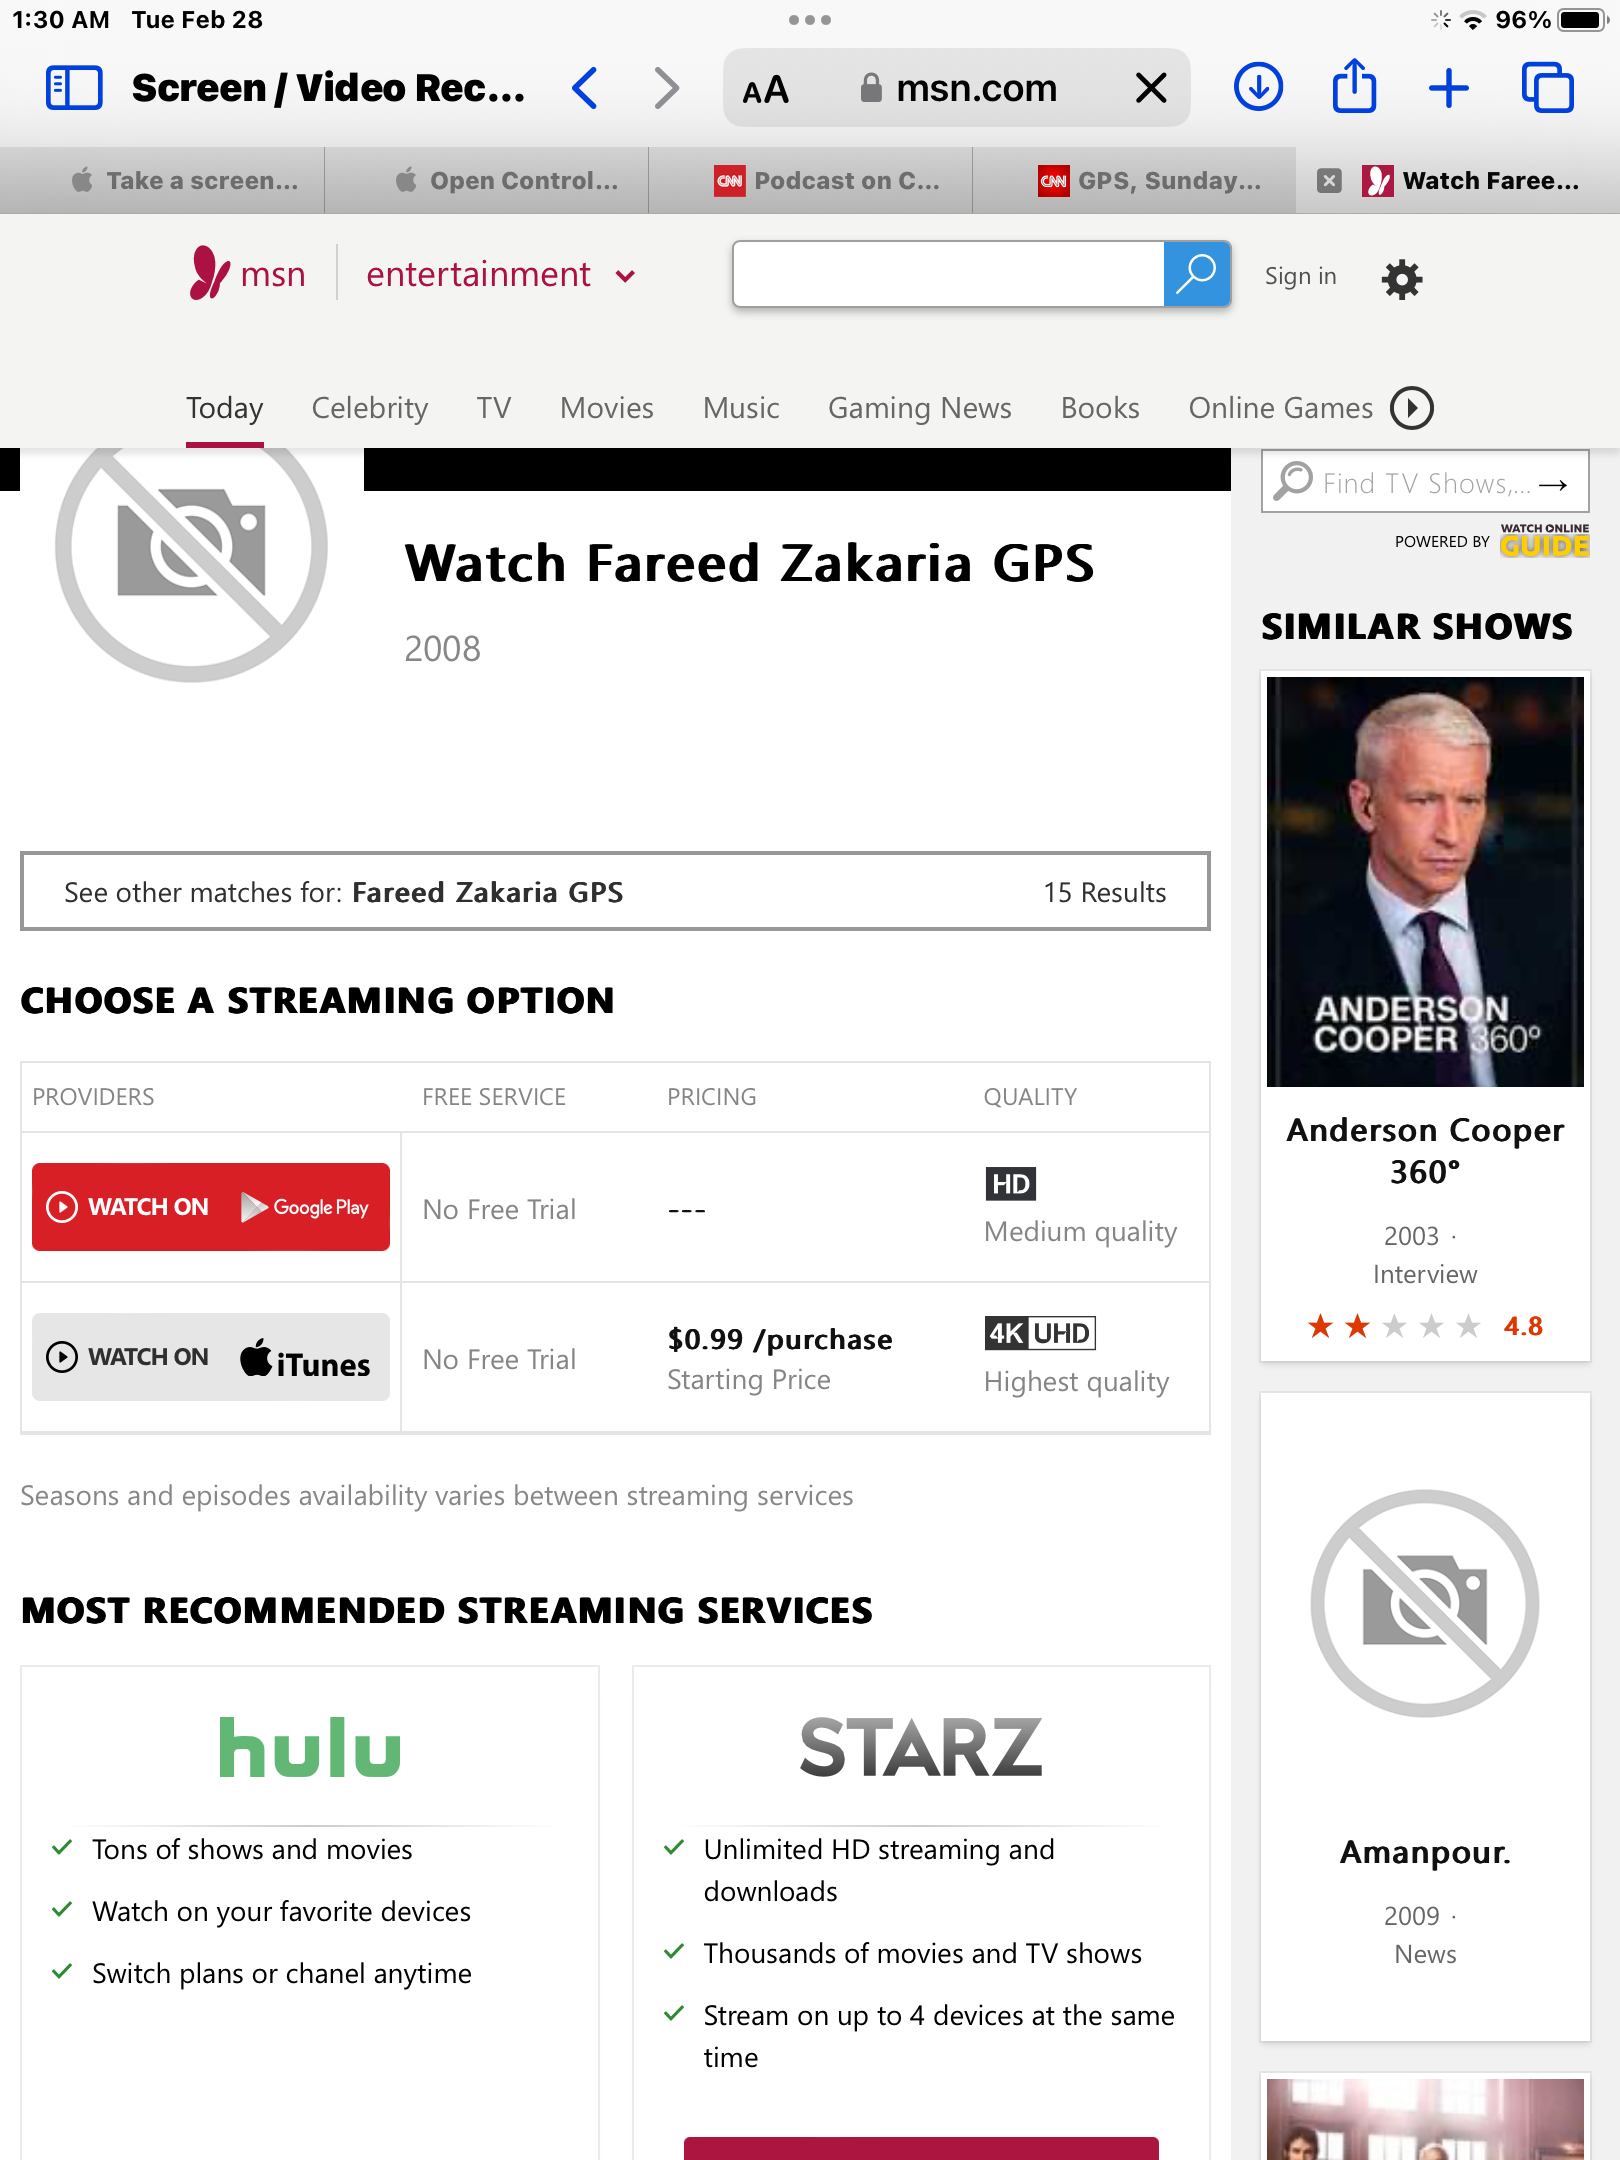 1:30 AM Tue Feb 28
96%
Screen / Video Rec...
AA
msn.com
Take a screen...
Open Control...
CNN Podcast on C...
CNN GPS, Sunday...
Watch Faree...
msn
entertainment
Sign in
Today
Celebrity
TV
Movies
Music
Gaming News
Books
Online Games
Find TV Shows,... →
POWERED BY WATCH ONLINE GUIDE
Watch Fareed Zakaria GPS
2008
See other matches for: Fareed Zakaria GPS
15 Results
CHOOSE A STREAMING OPTION
PROVIDERS
FREE SERVICE
PRICING
QUALITY
WATCH ON Google Play
No Free Trial
---
HD
Medium quality
WATCH ON iTunes
No Free Trial
$0.99 /purchase
Starting Price
4K UHD
Highest quality
Seasons and episodes availability varies between streaming services
MOST RECOMMENDED STREAMING SERVICES
hulu
Tons of shows and movies
Watch on your favorite devices
Switch plans or chanel anytime
STARZ
Unlimited HD streaming and
downloads
Thousands of movies and TV shows
Stream on up to 4 devices at the same
time
SIMILAR SHOWS
ANDERSON
COOPER 360°
Anderson Cooper
360°
2003 ·
Interview
4.8
Amanpour.
2009 ·
News